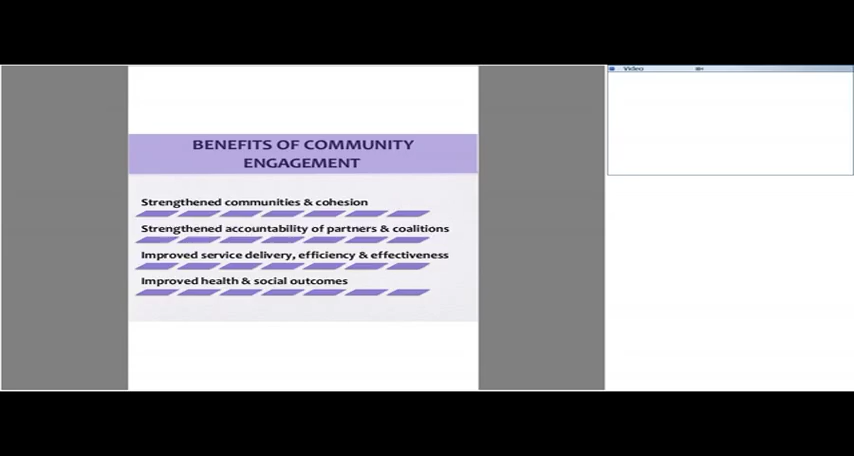 Video
BENEFITS OF COMMUNITY
ENGAGEMENT
Strengthened communities & cohesion
Strengthened accountability of partners & coalitions
Improved service delivery, efficiency & effectiveness
Improved health & social outcomes